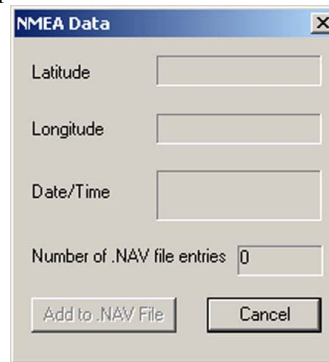 NMEA Data
Latitude
Longitude
Date/Time
Number of .NAV file entries 0
Add to .NAV File Cancel